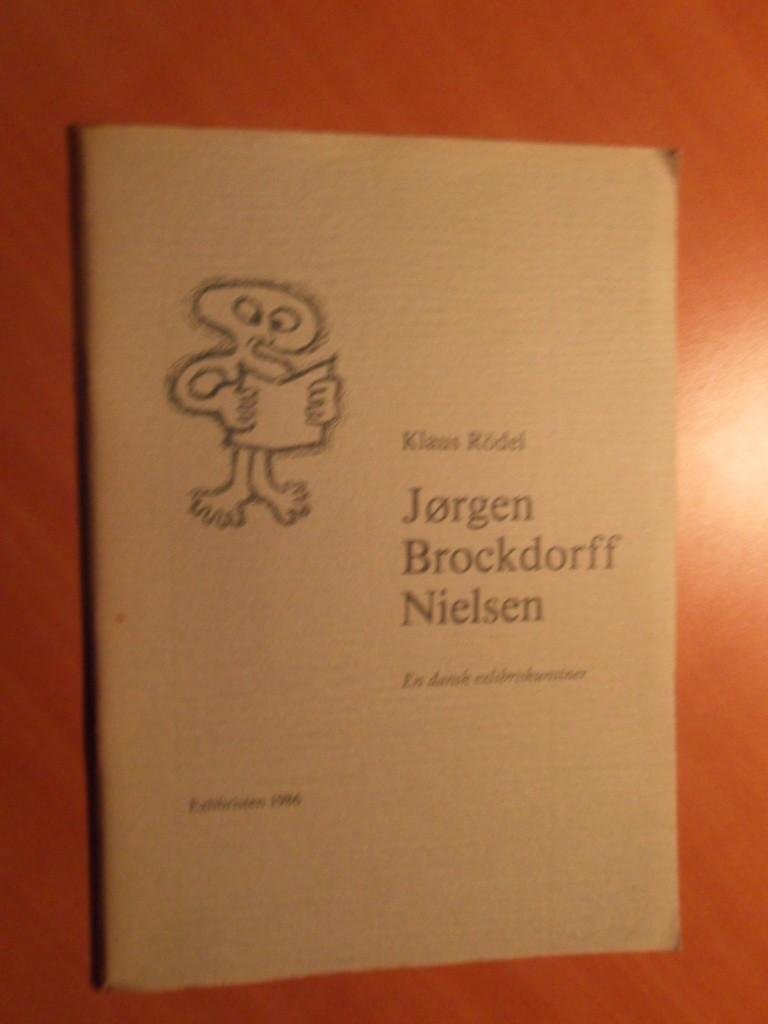 Klaus Rödel
Jørgen
Brockdorff
Nielsen
En dansk exlibriskunstner
Exlibristen 1986